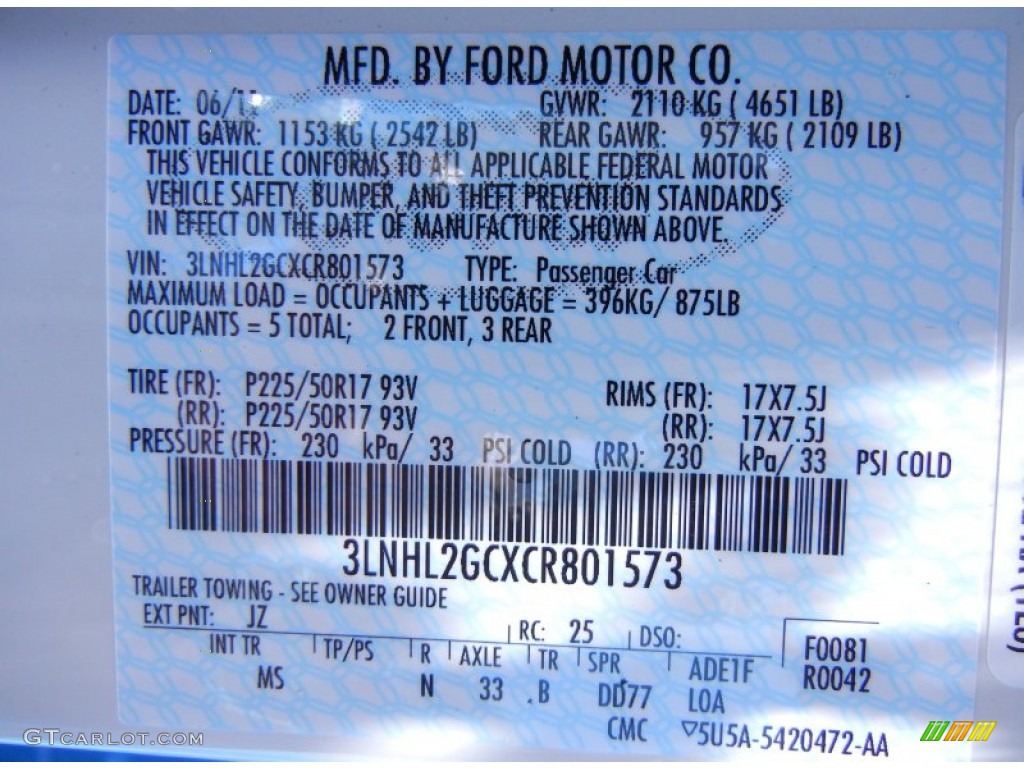 MFD. BY FORD MOTOR CO.
DATE: 06/11 GVWR: 2110 KG ( 4651 LB)
FRONT GAWR: 1153 KG ( 2542 LB) REAR GAWR: 957 KG ( 2109 LB)
THIS VEHICLE CONFORMS TO ALL APPLICABLE FEDERAL MOTOR
VEHICLE SAFETY, BUMPER, AND THEFT PREVENTION STANDARDS
IN EFFECT ON THE DATE OF MANUFACTURE SHOWN ABOVE.
VIN: 3LNHL2GCXCR801573 TYPE: Passenger Car
MAXIMUM LOAD = OCCUPANTS + LUGGAGE = 396KG/ 875LB
OCCUPANTS = 5 TOTAL; 2 FRONT, 3 REAR
TIRE (FR): P225/50R17 93V RIMS (FR): 17X7.5J
(RR): P225/50R17 93V (RR): 17X7.5J
PRESSURE (FR): 230 kPa/ 33 PSI COLD (RR): 230 kPa/ 33 PSI COLD
3LNHL2GCXCR801573
TRAILER TOWING - SEE OWNER GUIDE
EXT PNT: JZ RC: 25 DSO: F0081
INT TR TP/PS R AXLE TR SPR ADE1F R0042
MS N 33 .B DD77 LOA
CMC ▽5U5A-5420472-AA
GTCARLOT.COM